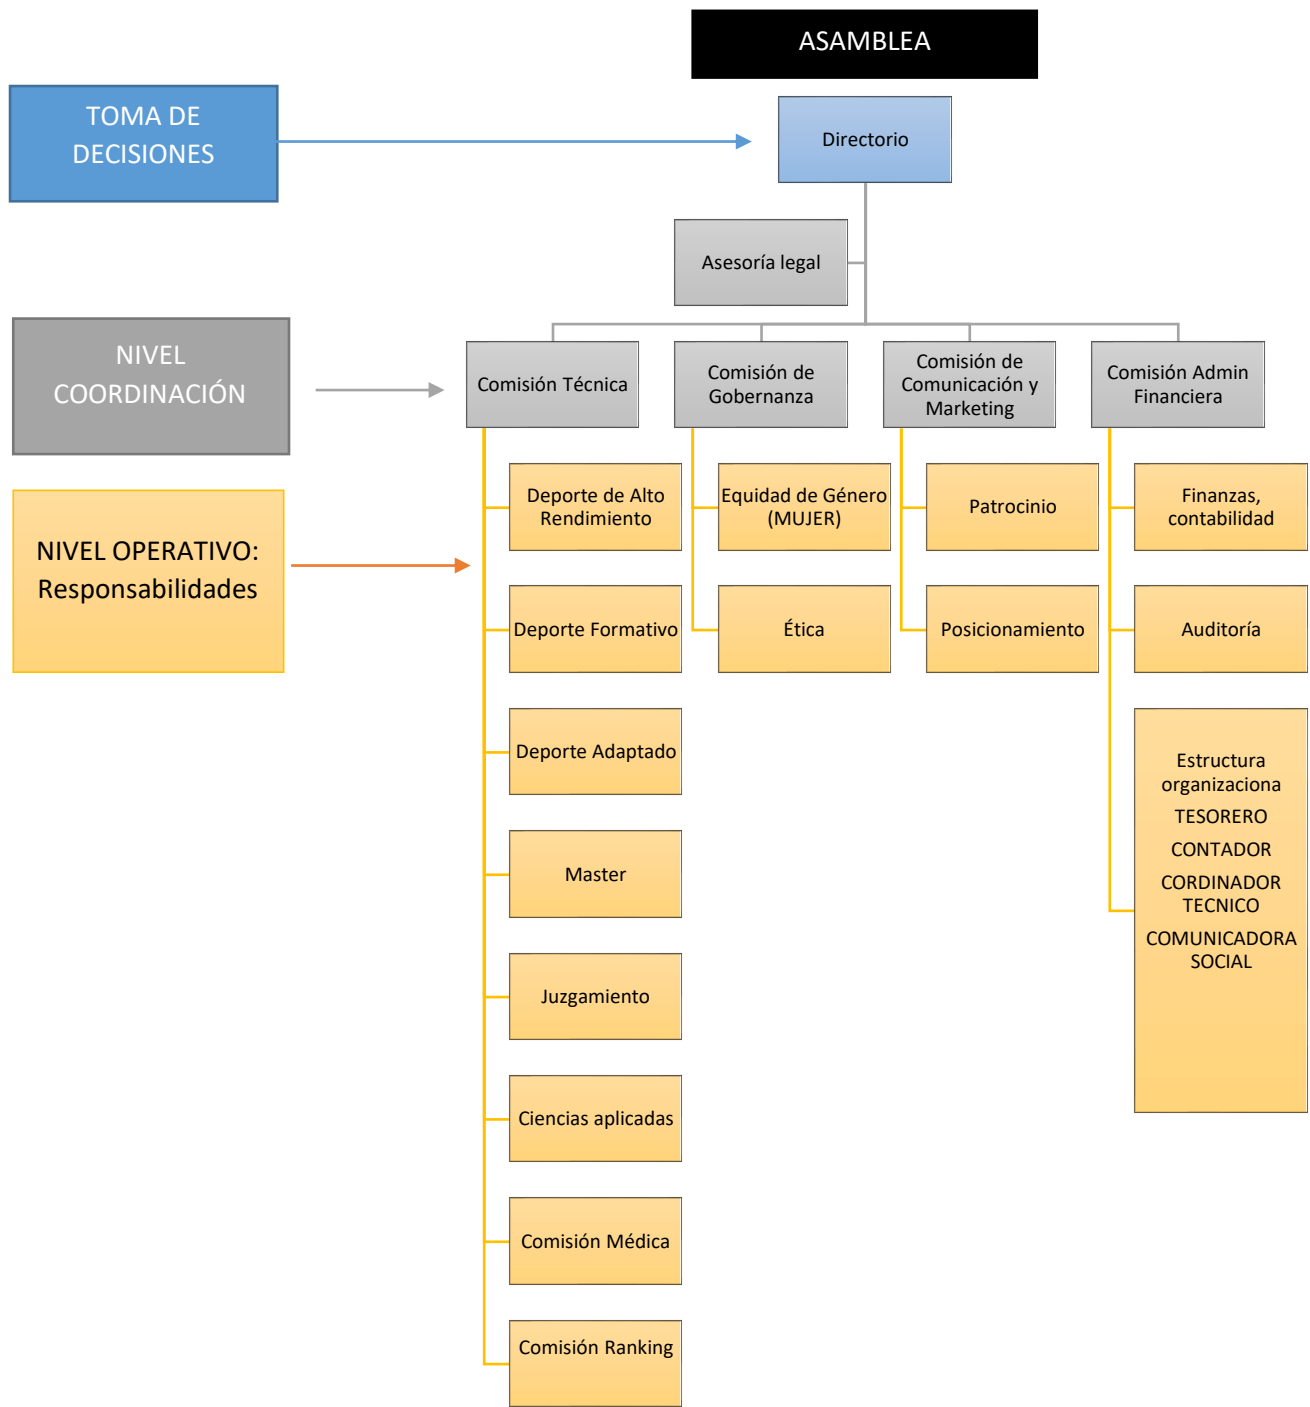 ASAMBLEA
TOMA DE
DECISIONES
Directorio
Asesoría legal
NIVEL
COORDINACIÓN
Comisión Técnica
Comisión de
Gobernanza
Comisión de
Comunicación y
Marketing
Comisión Admin
Financiera
NIVEL OPERATIVO:
Responsabilidades
Deporte de Alto
Rendimiento
Equidad de Género
(MUJER)
Patrocinio
Finanzas,
contabilidad
Deporte Formativo
Ética
Posicionamiento
Auditoría
Deporte Adaptado
Estructura
organizaciona
TESORERO
CONTADOR
CORDINADOR
TECNICO
COMUNICADORA
SOCIAL
Master
Juzgamiento
Ciencias aplicadas
Comisión Médica
Comisión Ranking